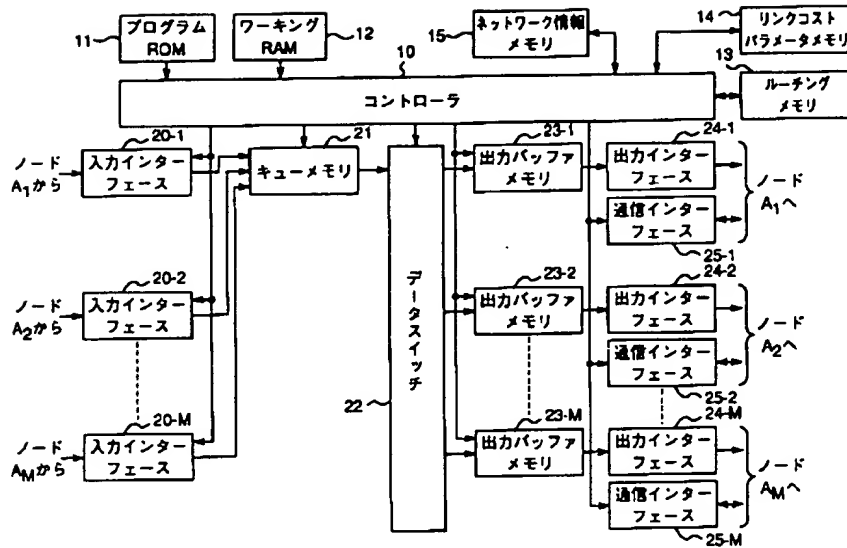 11
プログラム
ROM
ワーキング
RAM
12
15
ネットワーク情報
メモリ
14
リンクコスト
パラメータメモリ
10
コントローラ
13
ルーチング
メモリ
ノード
A1から
20-1
入力インター
フェース
21
キューメモリ
23-1
出力バッファ
メモリ
24-1
出力インター
フェース
通信インター
フェース
25-1
ノード
A1へ
ノード
A2から
20-2
入力インター
フェース
データスイッチ
22
23-2
出力バッファ
メモリ
24-2
出力インター
フェース
通信インター
フェース
25-2
ノード
A2へ
ノード
AMから
20-M
入力インター
フェース
23-M
出力バッファ
メモリ
24-M
出力インター
フェース
通信インター
フェース
25-M
ノード
AMへ